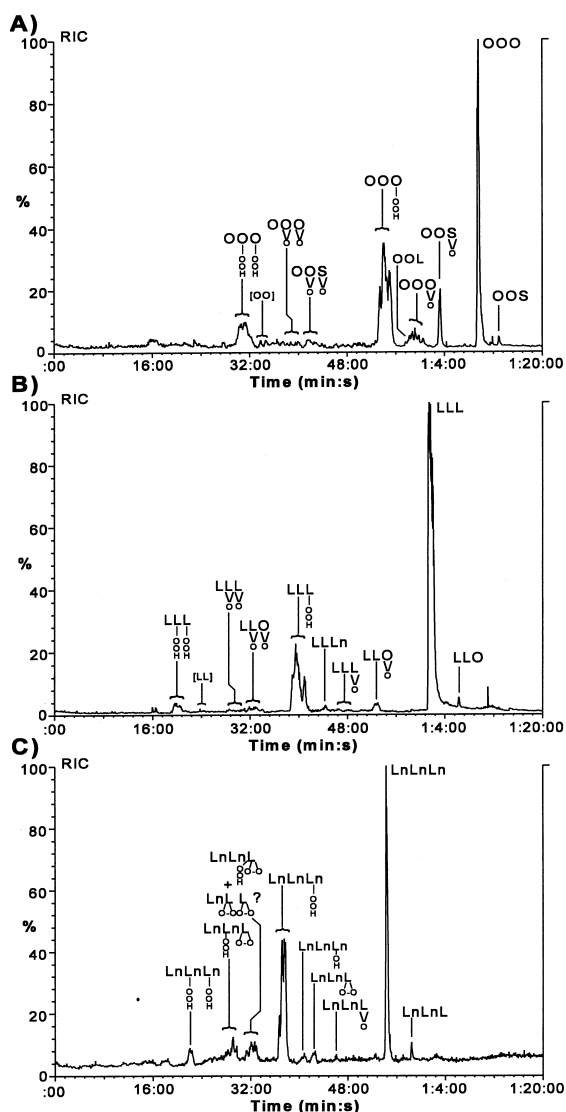 A)
RIC
100
80
60
%
40
20
0
OOO
OOO
OOH
OOL
OOS
V
O
OOO
V
O
OOS
OOO
OOH OOH
[OO]
OOO
V V
O O
OOS
V V
O O
:00 16:00 32:00 48:00 1:4:00 1:20:00
Time (min:s)
B)
RIC
100
80
60
%
40
20
0
LLL
LLL
OOH OOH
[LL]
LLL
V V
O O
LLO
V V
O O
LLL
OOH
LLLn
LLL
V
O
LLO
V
O
LLO
:00 16:00 32:00 48:00 1:4:00 1:20:00
Time (min:s)
C)
RIC
100
80
60
%
40
20
0
LnLnLn
LnLnL
OOH O-O
+
LnL L ?
O-O O-O
LnLnL
OOH O-O
LnLnLn
OOH
LnLnLn
OOH OOH
LnLnLn
OH
LnLnL
O-O
LnLnL
V
O
LnLnL
:00 16:00 32:00 48:00 1:4:00 1:20:00
Time (min:s)